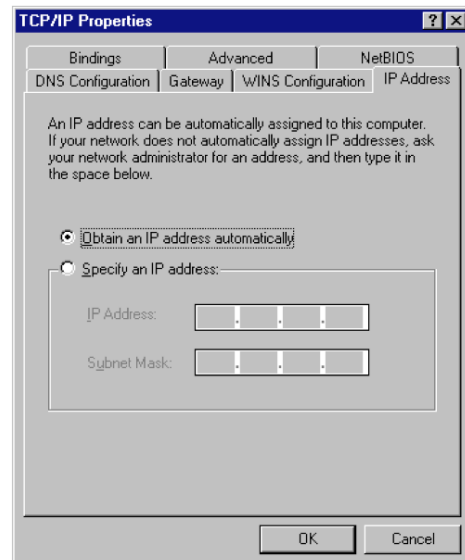 TCP/IP Properties
? X
Bindings Advanced NetBIOS
DNS Configuration Gateway WINS Configuration IP Address
An IP address can be automatically assigned to this computer.
If your network does not automatically assign IP addresses, ask
your network administrator for an address, and then type it in
the space below.
Obtain an IP address automatically
Specify an IP address:
IP Address:
. . .
Subnet Mask:
. . .
OK Cancel